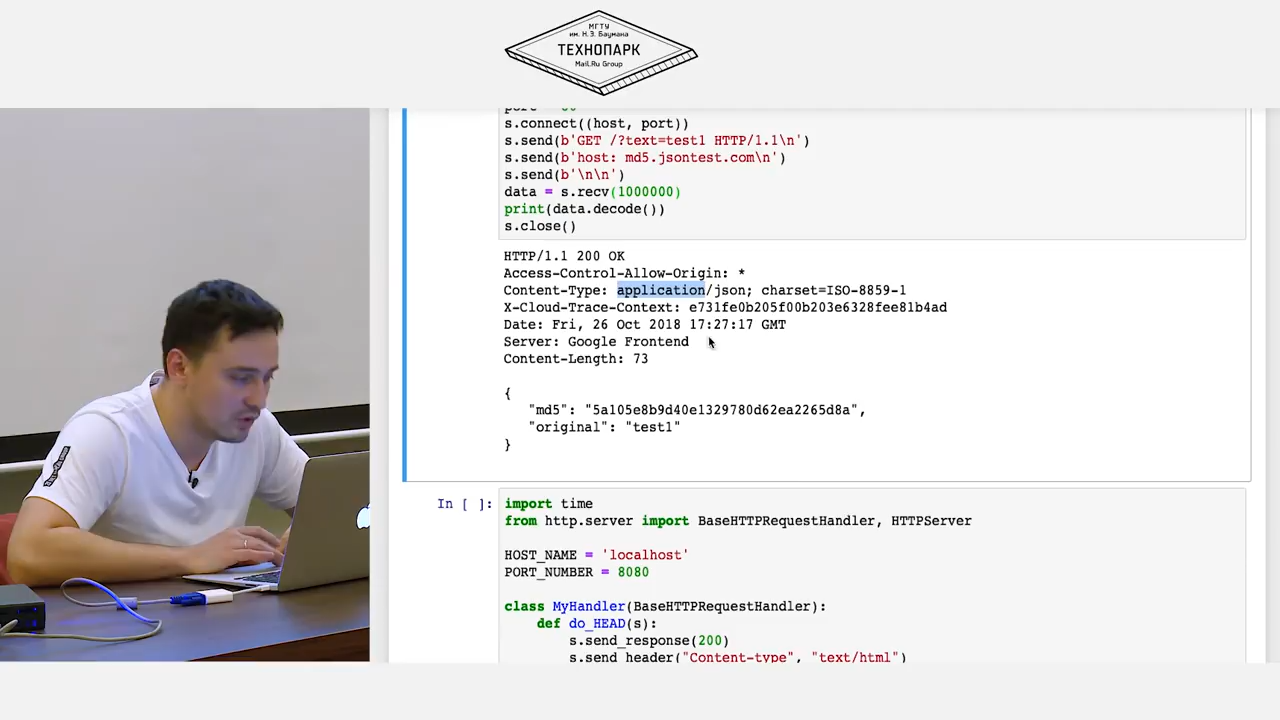 МГТУ
им. Н.Э. Баумана
ТЕХНОПАРК
Mail.Ru Group
s.connect((host, port))
s.send(b'GET /?text=test1 HTTP/1.1\n')
s.send(b'host: md5.jsontest.com\n')
s.send(b'\n\n')
data = s.recv(1000000)
print(data.decode())
s.close()
HTTP/1.1 200 OK
Access-Control-Allow-Origin: *
Content-Type: application/json; charset=ISO-8859-1
X-Cloud-Trace-Context: e731fe0b205f00b203e6328fee81b4ad
Date: Fri, 26 Oct 2018 17:27:17 GMT
Server: Google Frontend
Content-Length: 73
{
"md5": "5a105e8b9d40e1329780d62ea2265d8a",
"original": "test1"
}
In [ ]: import time
from http.server import BaseHTTPRequestHandler, HTTPServer
HOST_NAME = 'localhost'
PORT_NUMBER = 8080
class MyHandler(BaseHTTPRequestHandler):
def do_HEAD(s):
s.send_response(200)
s.send_header("Content-type", "text/html")